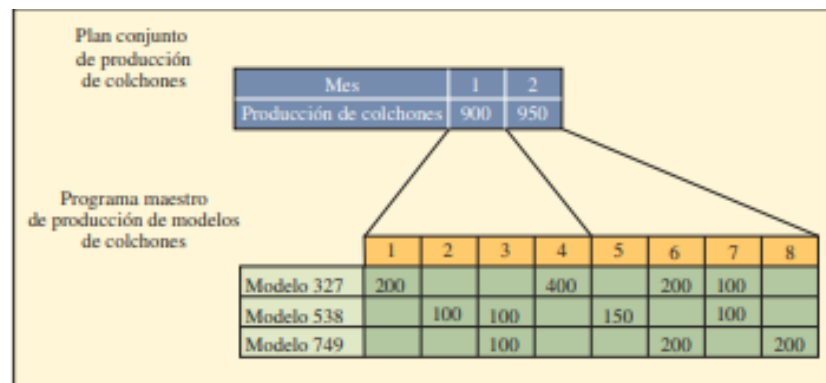 Plan conjunto
de producción
de colchones
Mes 1 2
Producción de colchones 900 950
Programa maestro
de producción de modelos
de colchones
1 2 3 4 5 6 7 8
Modelo 327 200 400 200 100
Modelo 538 100 100 150 100
Modelo 749 100 200 200